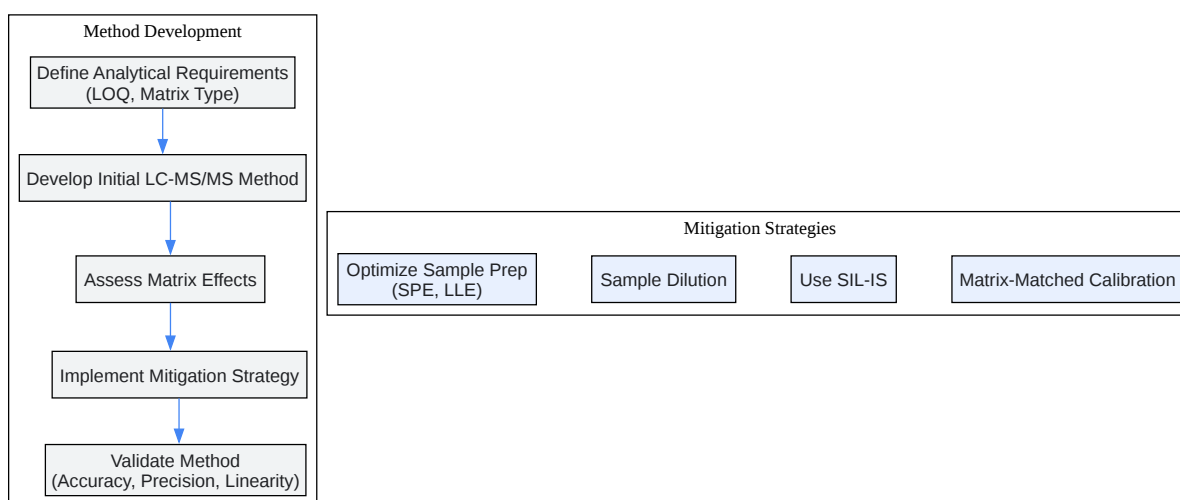 Method Development
Define Analytical Requirements
(LOQ, Matrix Type)
Develop Initial LC-MS/MS Method
Assess Matrix Effects
Implement Mitigation Strategy
Validate Method
(Accuracy, Precision, Linearity)
Mitigation Strategies
Optimize Sample Prep
(SPE, LLE)
Sample Dilution
Use SIL-IS
Matrix-Matched Calibration